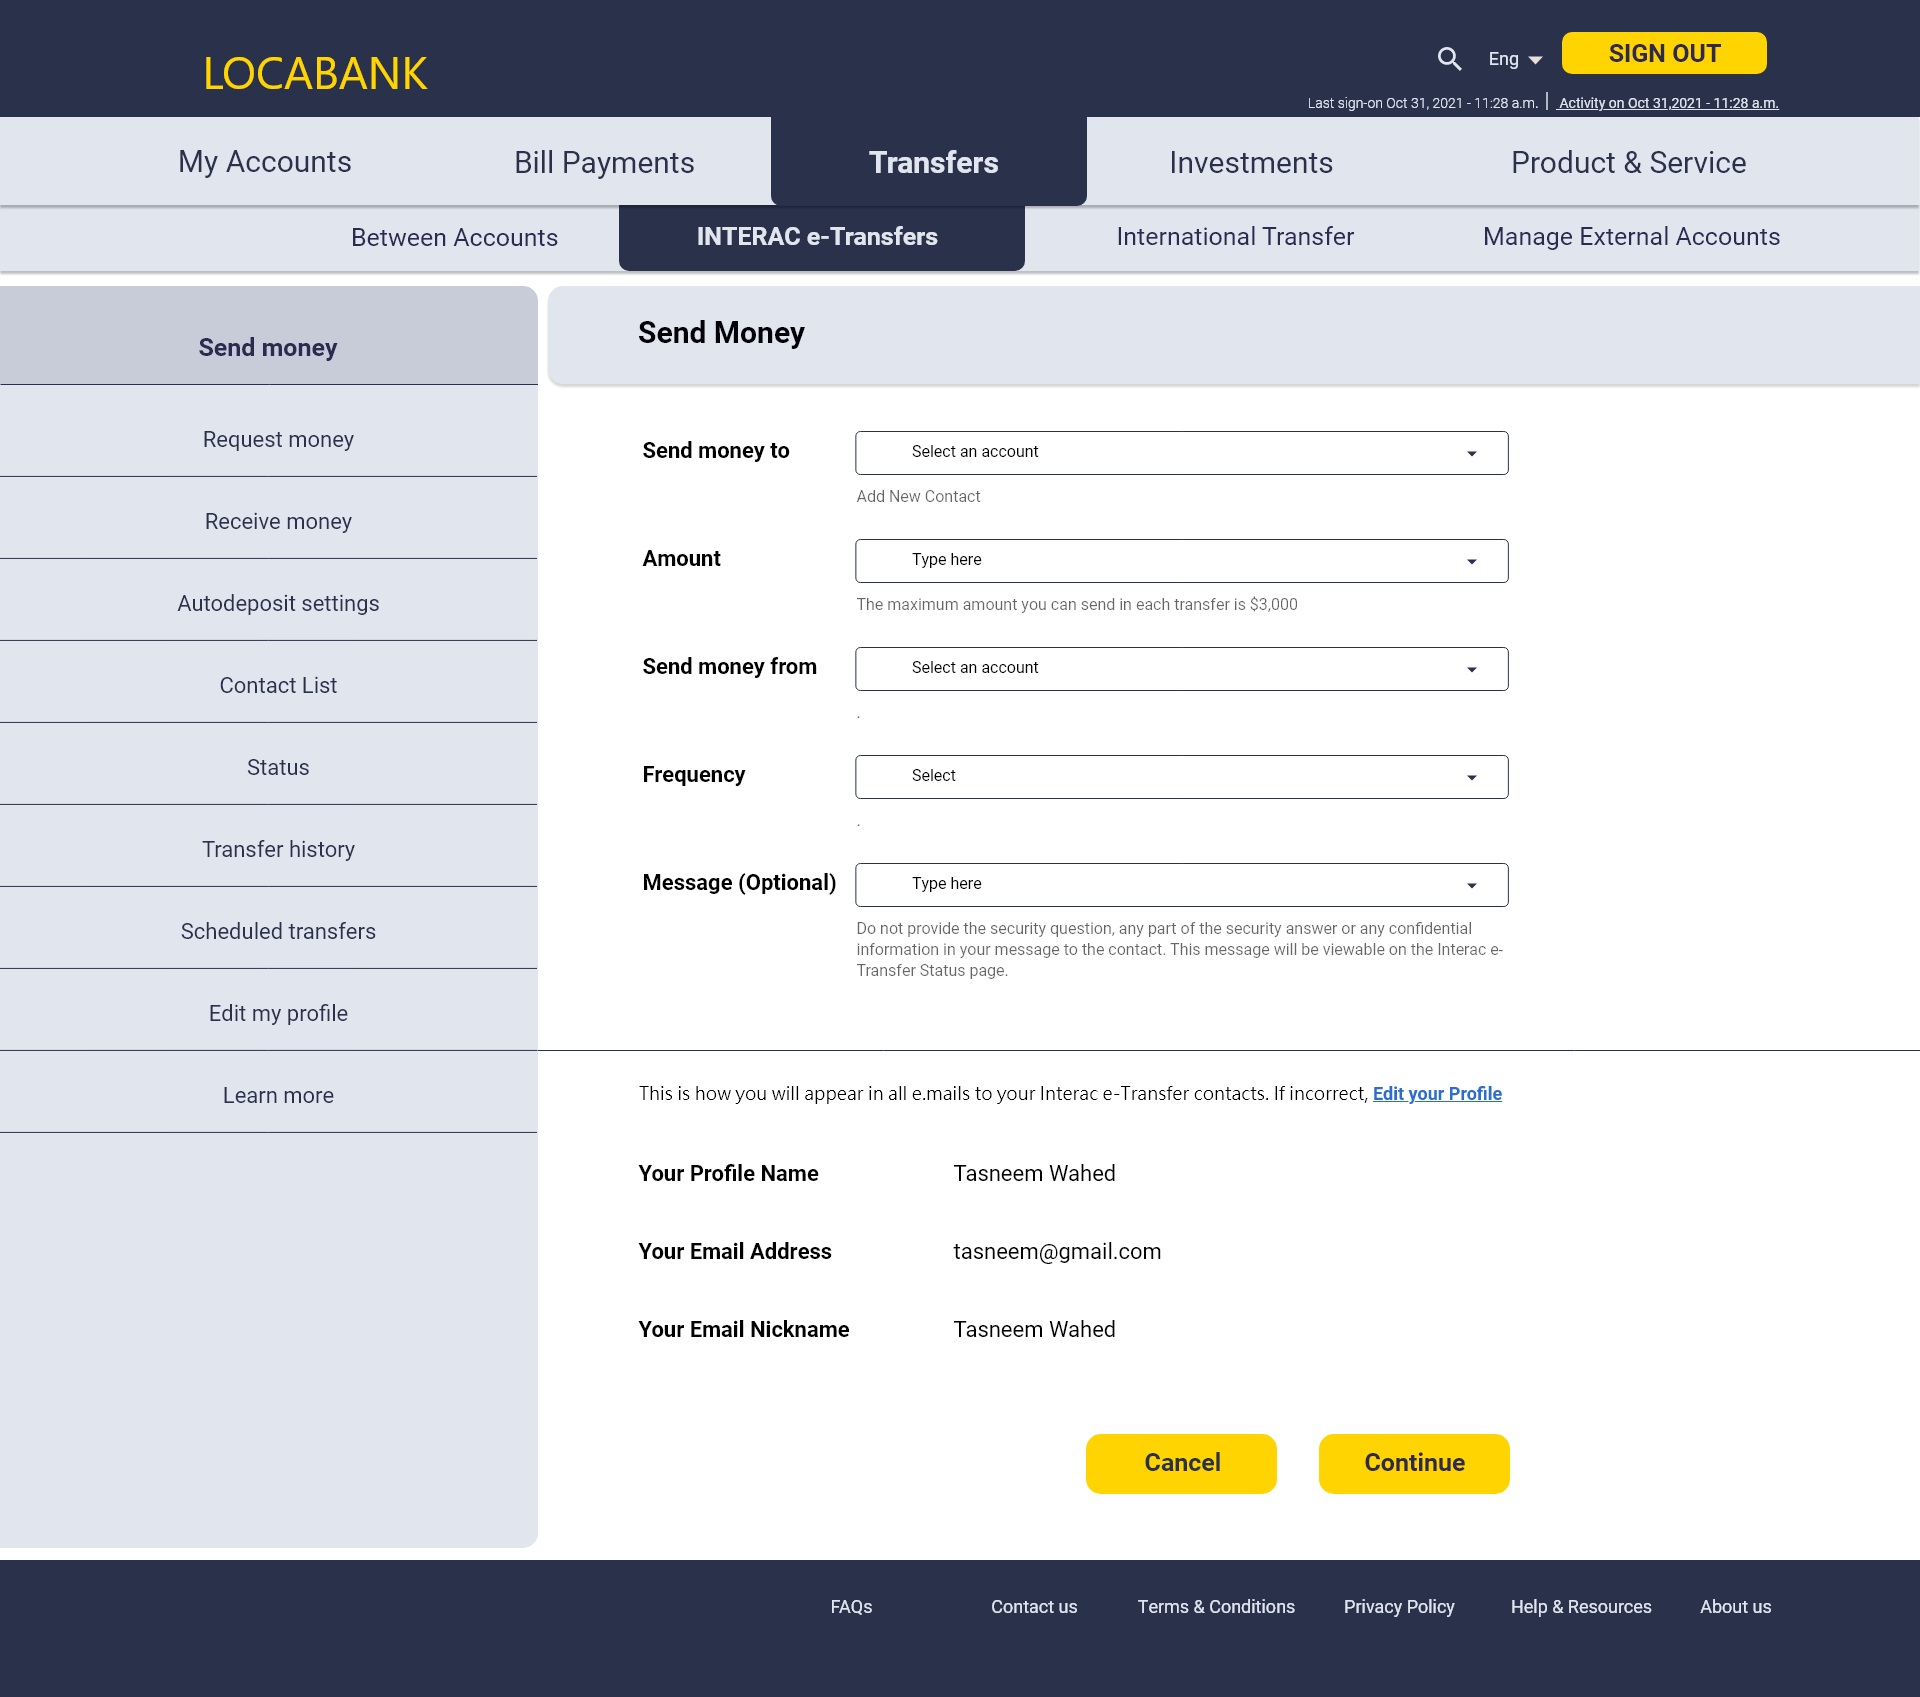 LOCABANK
Eng
SIGN OUT
Last sign-on Oct 31, 2021 - 11:28 a.m. | Activity on Oct 31,2021 - 11:28 a.m.
My Accounts
Bill Payments
Transfers
Investments
Product & Service
Between Accounts
INTERAC e-Transfers
International Transfer
Manage External Accounts
Send money
Request money
Receive money
Autodeposit settings
Contact List
Status
Transfer history
Scheduled transfers
Edit my profile
Learn more
Send Money
Send money to
Select an account
Add New Contact
Amount
Type here
The maximum amount you can send in each transfer is $3,000
Send money from
Select an account
.
Frequency
Select
.
Message (Optional)
Type here
Do not provide the security question, any part of the security answer or any confidential
information in your message to the contact. This message will be viewable on the Interac e-
Transfer Status page.
This is how you will appear in all e.mails to your Interac e-Transfer contacts. If incorrect, Edit your Profile
Your Profile Name
Tasneem Wahed
Your Email Address
tasneem@gmail.com
Your Email Nickname
Tasneem Wahed
Cancel
Continue
FAQs
Contact us
Terms & Conditions
Privacy Policy
Help & Resources
About us